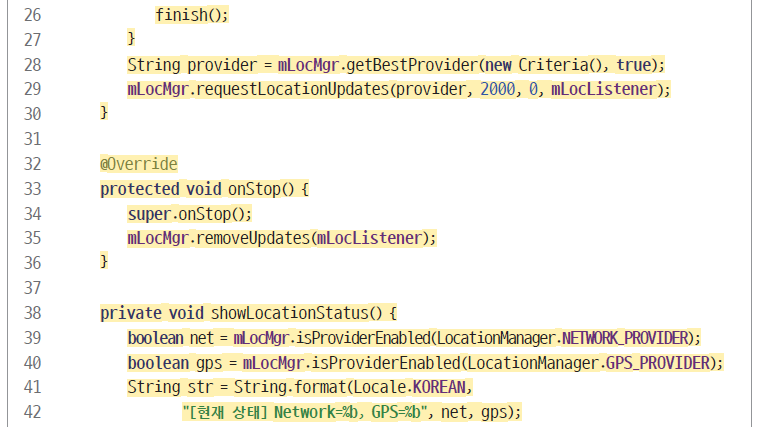 26 finish();
27 }
28 String provider = mLocMgr.getBestProvider(new Criteria(), true);
29 mLocMgr.requestLocationUpdates(provider, 2000, 0, mLocListener);
30 }
31
32 @Override
33 protected void onStop() {
34 super.onStop();
35 mLocMgr.removeUpdates(mLocListener);
36 }
37
38 private void showLocationStatus() {
39 boolean net = mLocMgr.isProviderEnabled(LocationManager.NETWORK_PROVIDER);
40 boolean gps = mLocMgr.isProviderEnabled(LocationManager.GPS_PROVIDER);
41 String str = String.format(Locale.KOREAN,
42 "[현재 상태] Network=%b, GPS=%b", net, gps);